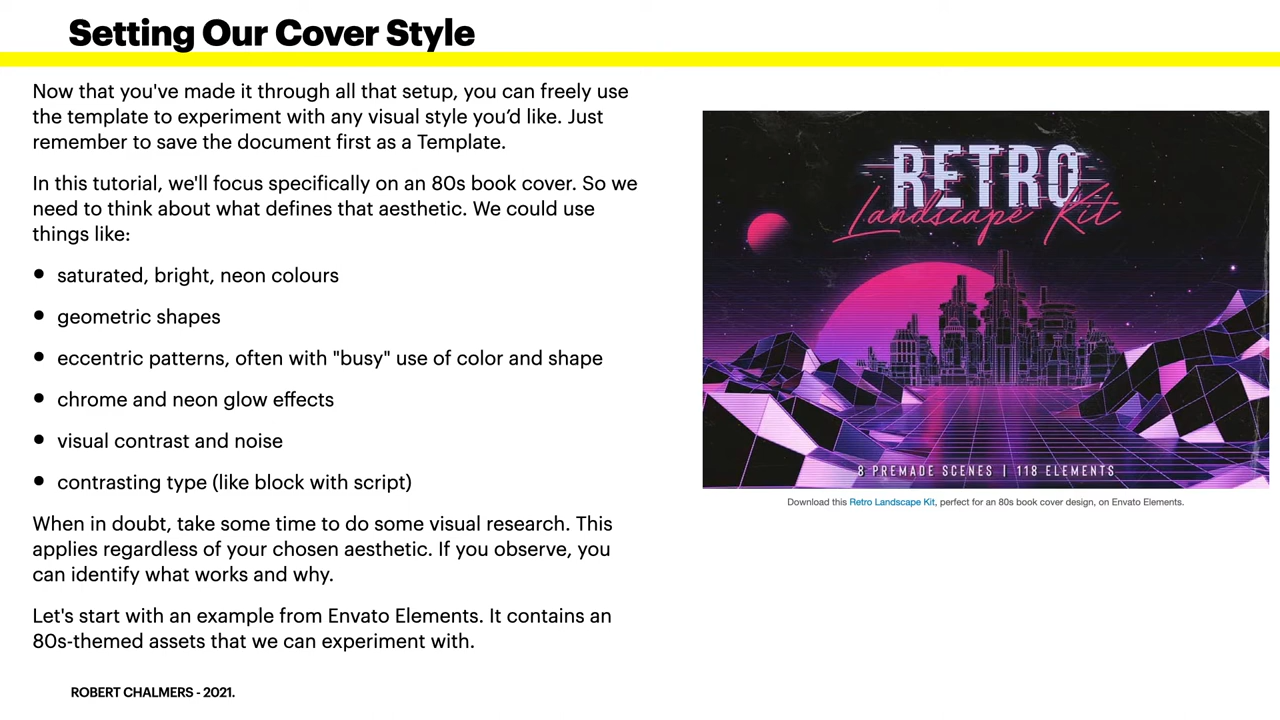 Setting Our Cover Style
Now that you've made it through all that setup, you can freely use
the template to experiment with any visual style you’d like. Just
remember to save the document first as a Template.
In this tutorial, we'll focus specifically on an 80s book cover. So we
need to think about what defines that aesthetic. We could use
things like:
• saturated, bright, neon colours
• geometric shapes
• eccentric patterns, often with "busy" use of color and shape
• chrome and neon glow effects
• visual contrast and noise
• contrasting type (like block with script)
When in doubt, take some time to do some visual research. This
applies regardless of your chosen aesthetic. If you observe, you
can identify what works and why.
Let's start with an example from Envato Elements. It contains an
80s-themed assets that we can experiment with.
ROBERT CHALMERS - 2021.
RETRO
Landscape Kit
8 PREMADE SCENES | 118 ELEMENTS
Download this Retro Landscape Kit, perfect for an 80s book cover design, on Envato Elements.